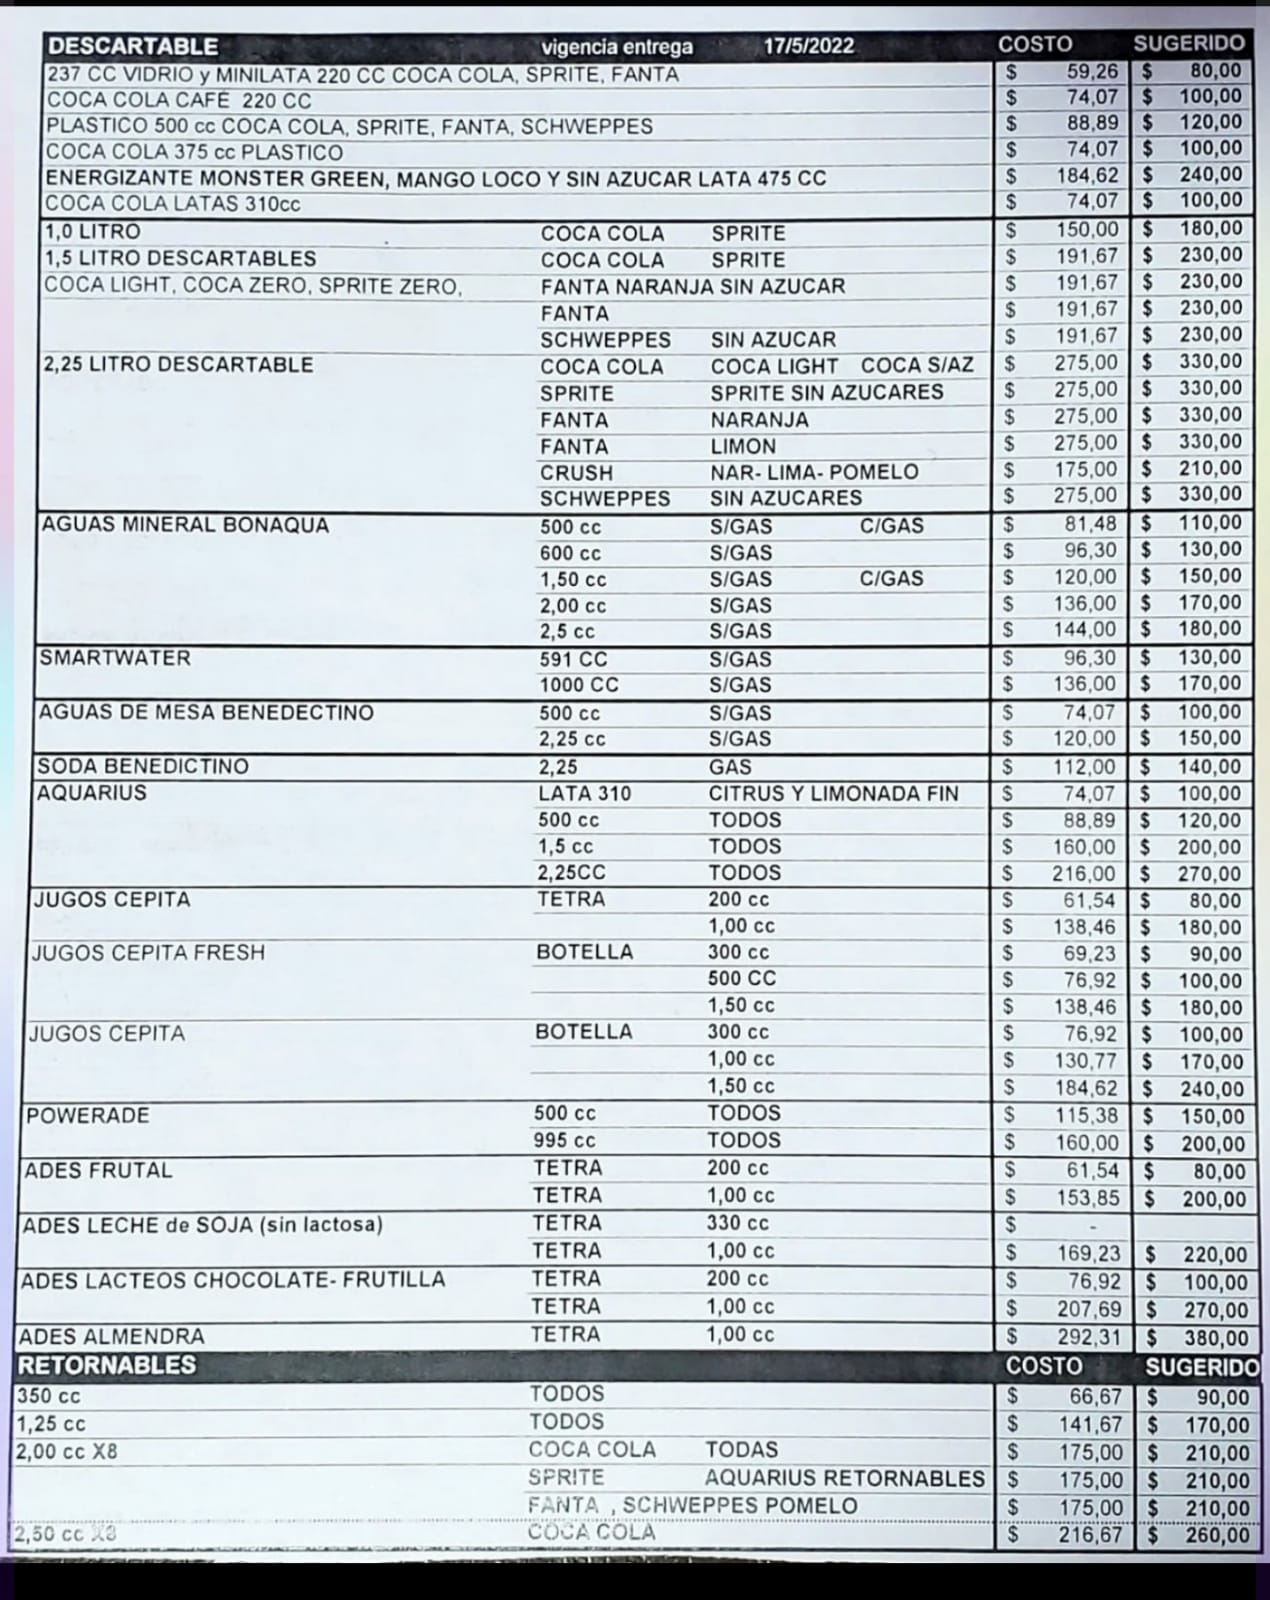 DESCARTABLE vigencia entrega 17/5/2022 COSTO SUGERIDO
237 CC VIDRIO y MINILATA 220 CC COCA COLA, SPRITE, FANTA $ 59,26 $ 80,00
COCA COLA CAFÉ 220 CC $ 74,07 $ 100,00
PLASTICO 500 cc COCA COLA, SPRITE, FANTA, SCHWEPPES $ 88,89 $ 120,00
COCA COLA 375 cc PLASTICO $ 74,07 $ 100,00
ENERGIZANTE MONSTER GREEN, MANGO LOCO Y SIN AZUCAR LATA 475 CC $ 184,62 $ 240,00
COCA COLA LATAS 310cc $ 74,07 $ 100,00
1,0 LITRO COCA COLA SPRITE $ 150,00 $ 180,00
1,5 LITRO DESCARTABLES COCA COLA SPRITE $ 191,67 $ 230,00
COCA LIGHT, COCA ZERO, SPRITE ZERO, FANTA NARANJA SIN AZUCAR $ 191,67 $ 230,00
FANTA $ 191,67 $ 230,00
SCHWEPPES SIN AZUCAR $ 191,67 $ 230,00
2,25 LITRO DESCARTABLE COCA COLA COCA LIGHT COCA S/AZ $ 275,00 $ 330,00
SPRITE SPRITE SIN AZUCARES $ 275,00 $ 330,00
FANTA NARANJA $ 275,00 $ 330,00
FANTA LIMON $ 275,00 $ 330,00
CRUSH NAR- LIMA- POMELO $ 175,00 $ 210,00
SCHWEPPES SIN AZUCARES $ 275,00 $ 330,00
AGUAS MINERAL BONAQUA 500 cc S/GAS C/GAS $ 81,48 $ 110,00
600 cc S/GAS $ 96,30 $ 130,00
1,50 cc S/GAS C/GAS $ 120,00 $ 150,00
2,00 cc S/GAS $ 136,00 $ 170,00
2,5 cc S/GAS $ 144,00 $ 180,00
SMARTWATER 591 CC S/GAS $ 96,30 $ 130,00
1000 CC S/GAS $ 136,00 $ 170,00
AGUAS DE MESA BENEDECTINO 500 cc S/GAS $ 74,07 $ 100,00
2,25 cc S/GAS $ 120,00 $ 150,00
SODA BENEDICTINO 2,25 GAS $ 112,00 $ 140,00
AQUARIUS LATA 310 CITRUS Y LIMONADA FIN $ 74,07 $ 100,00
500 cc TODOS $ 88,89 $ 120,00
1,5 cc TODOS $ 160,00 $ 200,00
2,25CC TODOS $ 216,00 $ 270,00
JUGOS CEPITA TETRA 200 cc $ 61,54 $ 80,00
1,00 cc $ 138,46 $ 180,00
JUGOS CEPITA FRESH BOTELLA 300 cc $ 69,23 $ 90,00
500 CC $ 76,92 $ 100,00
1,50 cc $ 138,46 $ 180,00
JUGOS CEPITA BOTELLA 300 cc $ 76,92 $ 100,00
1,00 cc $ 130,77 $ 170,00
1,50 cc $ 184,62 $ 240,00
POWERADE 500 cc TODOS $ 115,38 $ 150,00
995 cc TODOS $ 160,00 $ 200,00
ADES FRUTAL TETRA 200 cc $ 61,54 $ 80,00
TETRA 1,00 cc $ 153,85 $ 200,00
ADES LECHE de SOJA (sin lactosa) TETRA 330 cc $ -
TETRA 1,00 cc $ 169,23 $ 220,00
ADES LACTEOS CHOCOLATE- FRUTILLA TETRA 200 cc $ 76,92 $ 100,00
TETRA 1,00 cc $ 207,69 $ 270,00
ADES ALMENDRA TETRA 1,00 cc $ 292,31 $ 380,00
RETORNABLES COSTO SUGERIDO
350 cc TODOS $ 66,67 $ 90,00
1,25 cc TODOS $ 141,67 $ 170,00
2,00 cc X8 COCA COLA TODAS $ 175,00 $ 210,00
SPRITE AQUARIUS RETORNABLES $ 175,00 $ 210,00
FANTA , SCHWEPPES POMELO $ 175,00 $ 210,00
2,50 cc X8 COCA COLA $ 216,67 $ 260,00